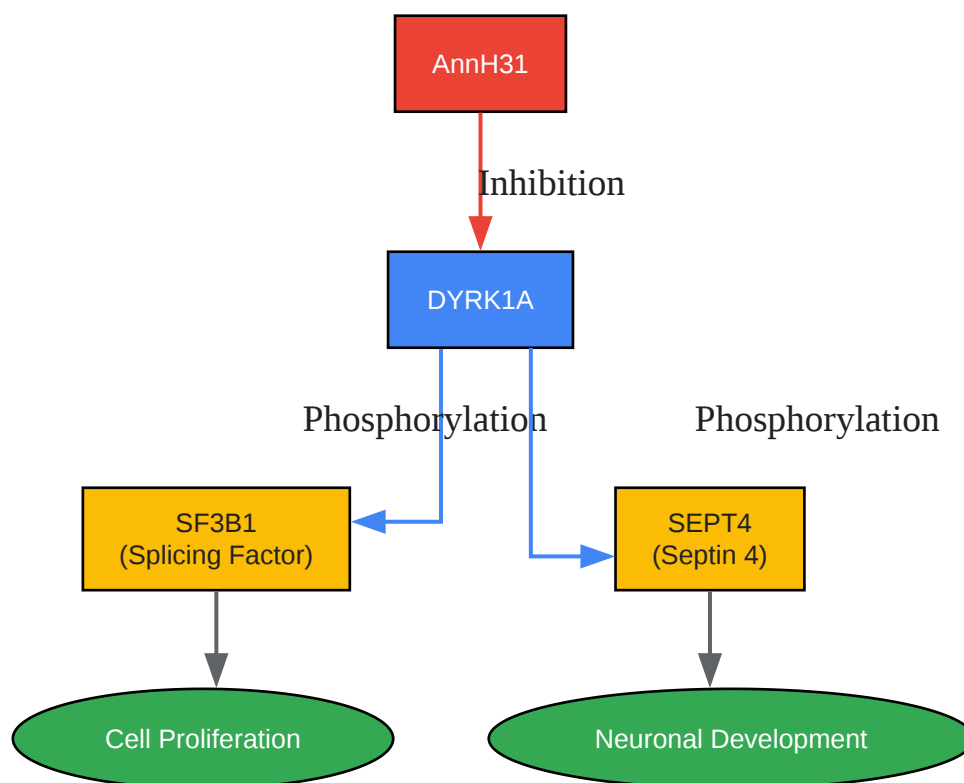 AnnH31
Inhibition
DYRK1A
Phosphorylation
Phosphorylation
SF3B1
(Splicing Factor)
SEPT4
(Septin 4)
Cell Proliferation
Neuronal Development